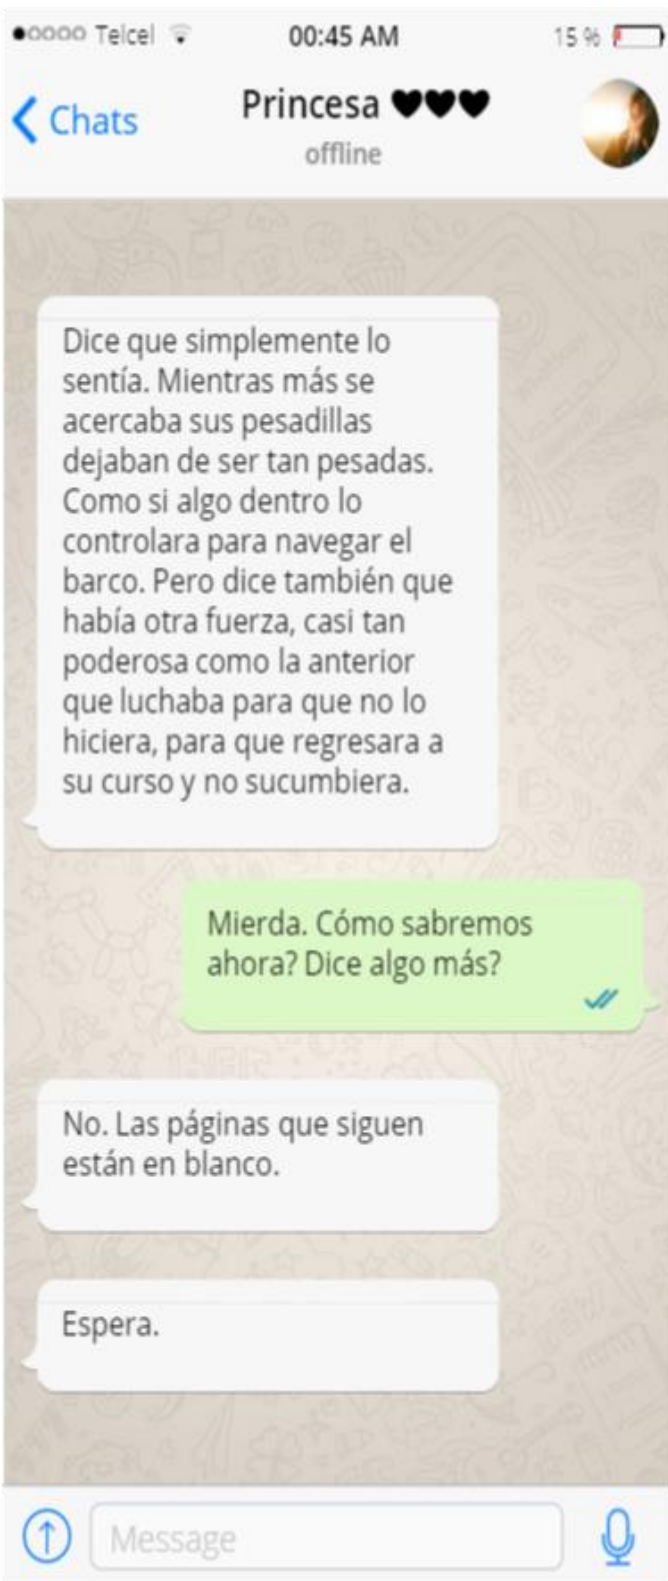 Telcel 00:45 AM 15 %
Chats Princesa ♥♥♥
offline
Dice que simplemente lo
sentía. Mientras más se
acercaba sus pesadillas
dejaban de ser tan pesadas.
Como si algo dentro lo
controlara para navegar el
barco. Pero dice también que
había otra fuerza, casi tan
poderosa como la anterior
que luchaba para que no lo
hiciera, para que regresara a
su curso y no sucumbiera.
Mierda. Cómo sabremos
ahora? Dice algo más?
No. Las páginas que siguen
están en blanco.
Espera.
Message